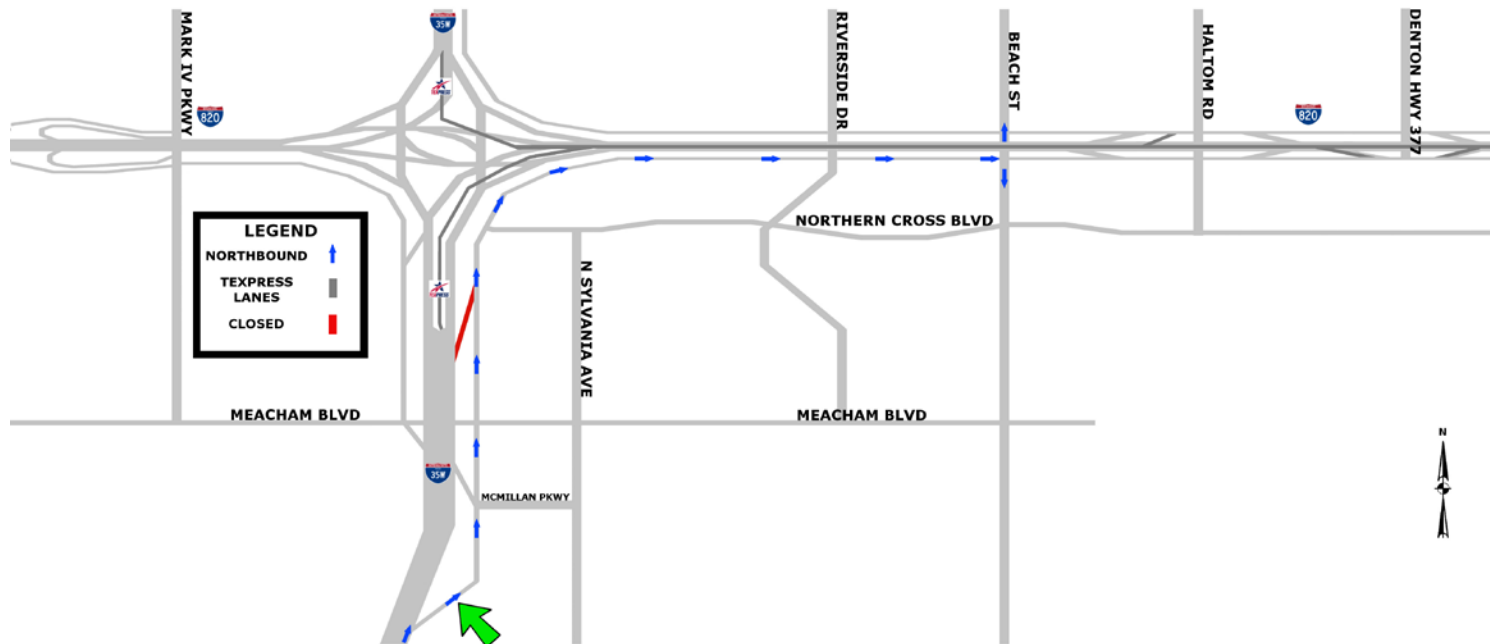 MARK IV PKWY
35W
RIVERSIDE DR
BEACH ST
HALTOM RD
DENTON HWY 377
820
820
LEGEND
NORTHBOUND
TEXPRESS
LANES
CLOSED
NORTHERN CROSS BLVD
N SYLVANIA AVE
MEACHAM BLVD
MEACHAM BLVD
35W
MCMILLAN PKWY
N